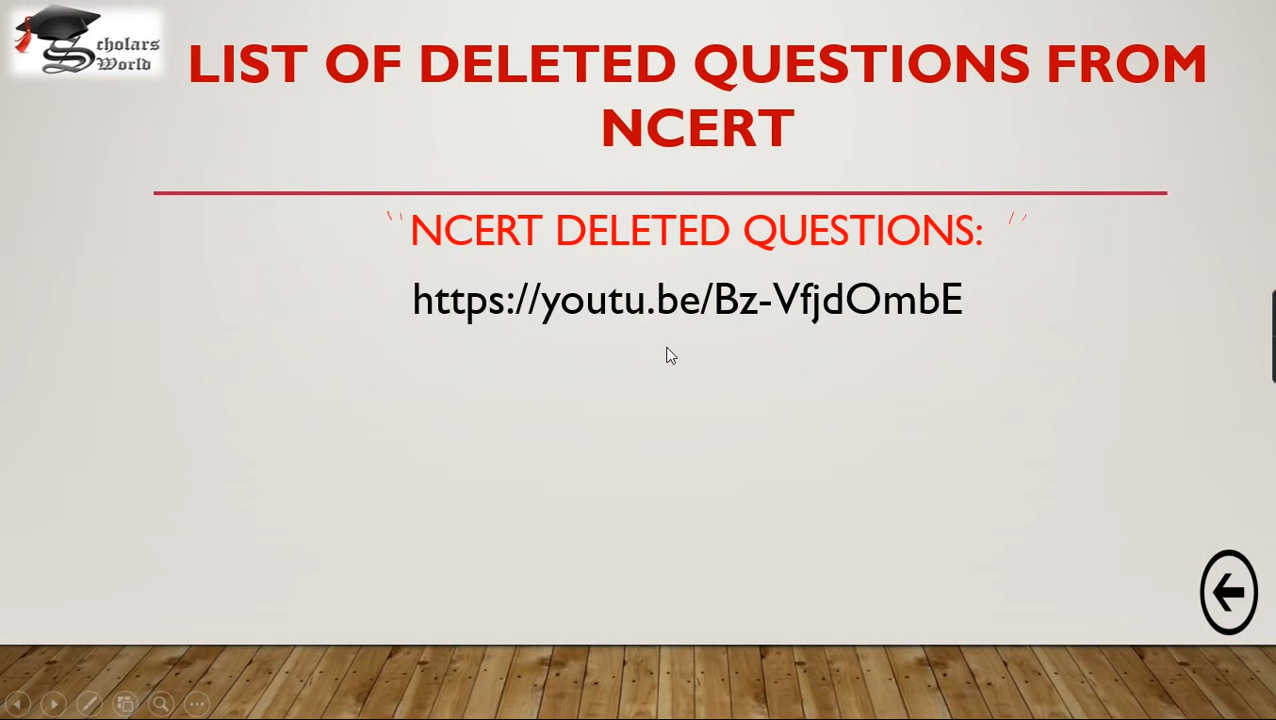 Scholars
World
LIST OF DELETED QUESTIONS FROM
NCERT
"NCERT DELETED QUESTIONS: "
https://youtu.be/Bz-VfjdOmbE